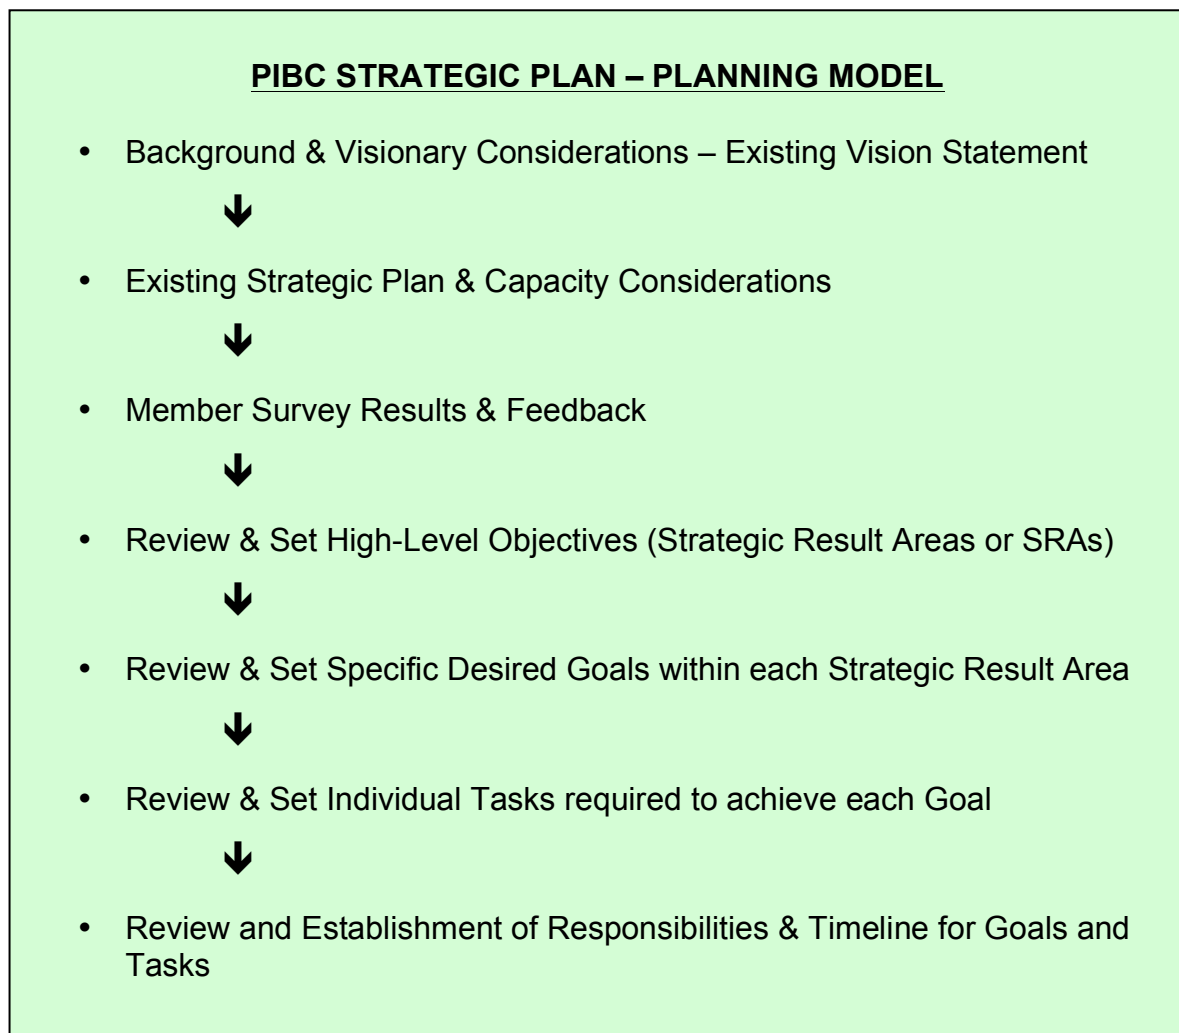 PIBC STRATEGIC PLAN – PLANNING MODEL
• Background & Visionary Considerations – Existing Vision Statement
🡻
• Existing Strategic Plan & Capacity Considerations
🡻
• Member Survey Results & Feedback
🡻
• Review & Set High-Level Objectives (Strategic Result Areas or SRAs)
🡻
• Review & Set Specific Desired Goals within each Strategic Result Area
🡻
• Review & Set Individual Tasks required to achieve each Goal
🡻
• Review and Establishment of Responsibilities & Timeline for Goals and
Tasks